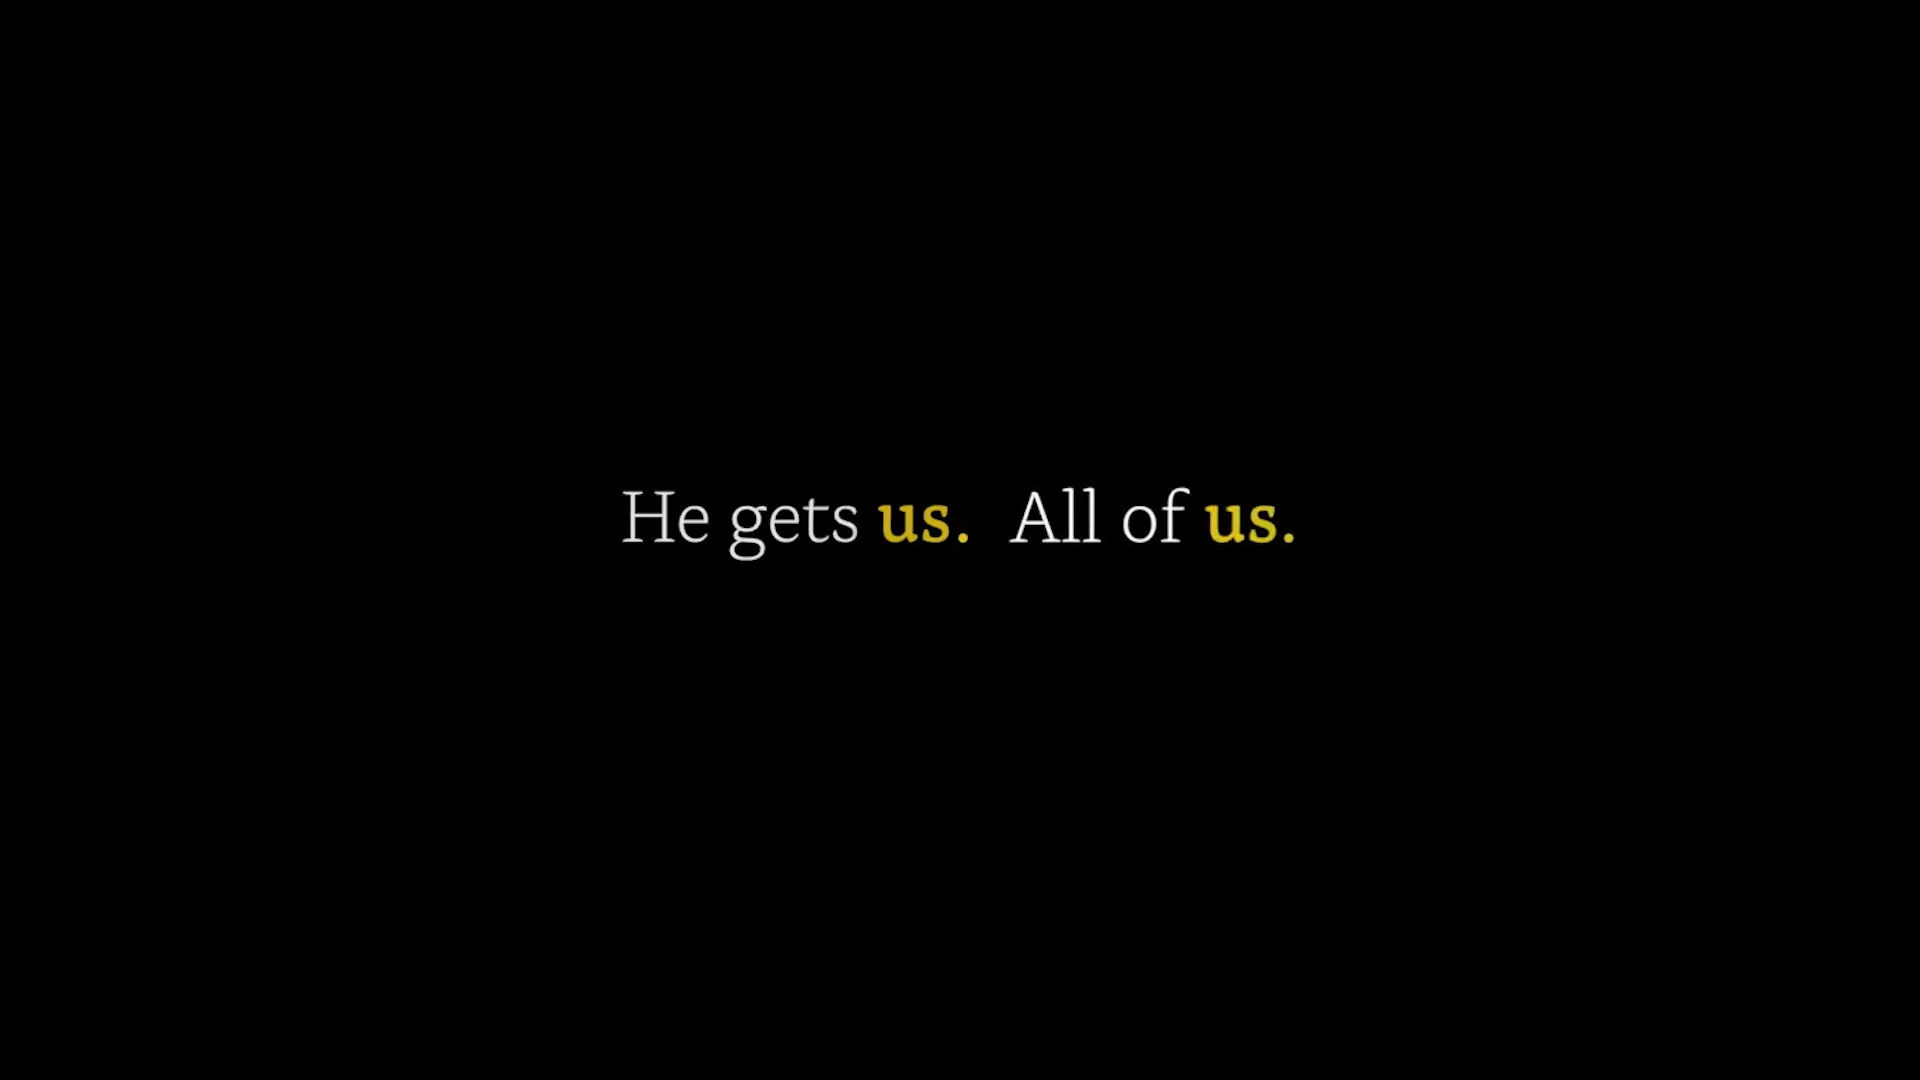 He gets us. All of us.